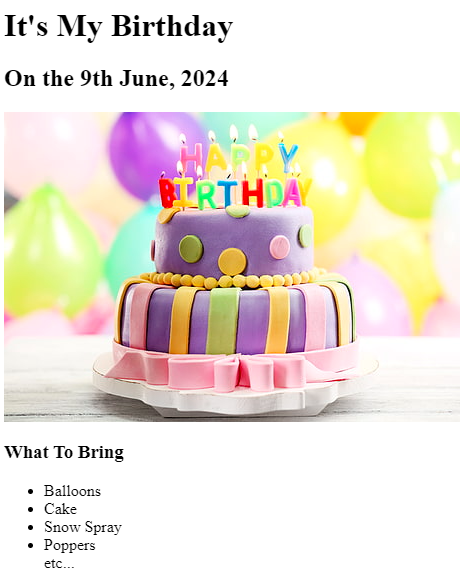 It's My Birthday
On the 9th June, 2024
HAPPY
BIRTHDAY
What To Bring
Balloons
Cake
Snow Spray
Poppers
etc...